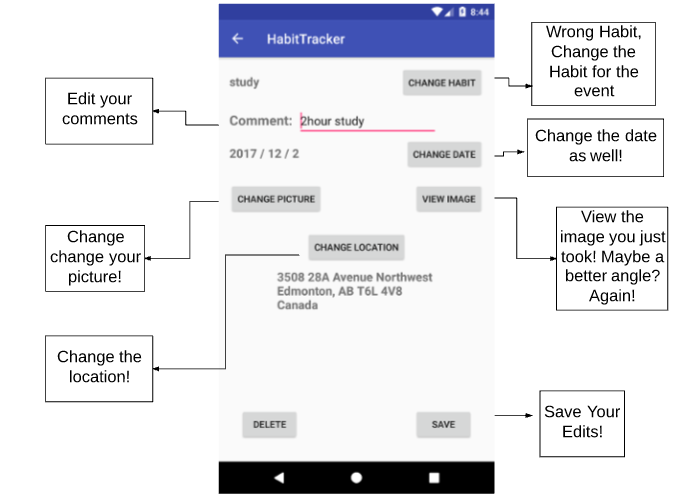 8:44
HabitTracker
study
CHANGE HABIT
Comment: 2hour study
2017 / 12 / 2
CHANGE DATE
CHANGE PICTURE
VIEW IMAGE
CHANGE LOCATION
3508 28A Avenue Northwest
Edmonton, AB T6L 4V8
Canada
DELETE
SAVE
Edit your
comments
Change
change your
picture!
Change the
location!
Wrong Habit,
Change the
Habit for the
event
Change the date
as well!
View the
image you just
took! Maybe a
better angle?
Again!
Save Your
Edits!